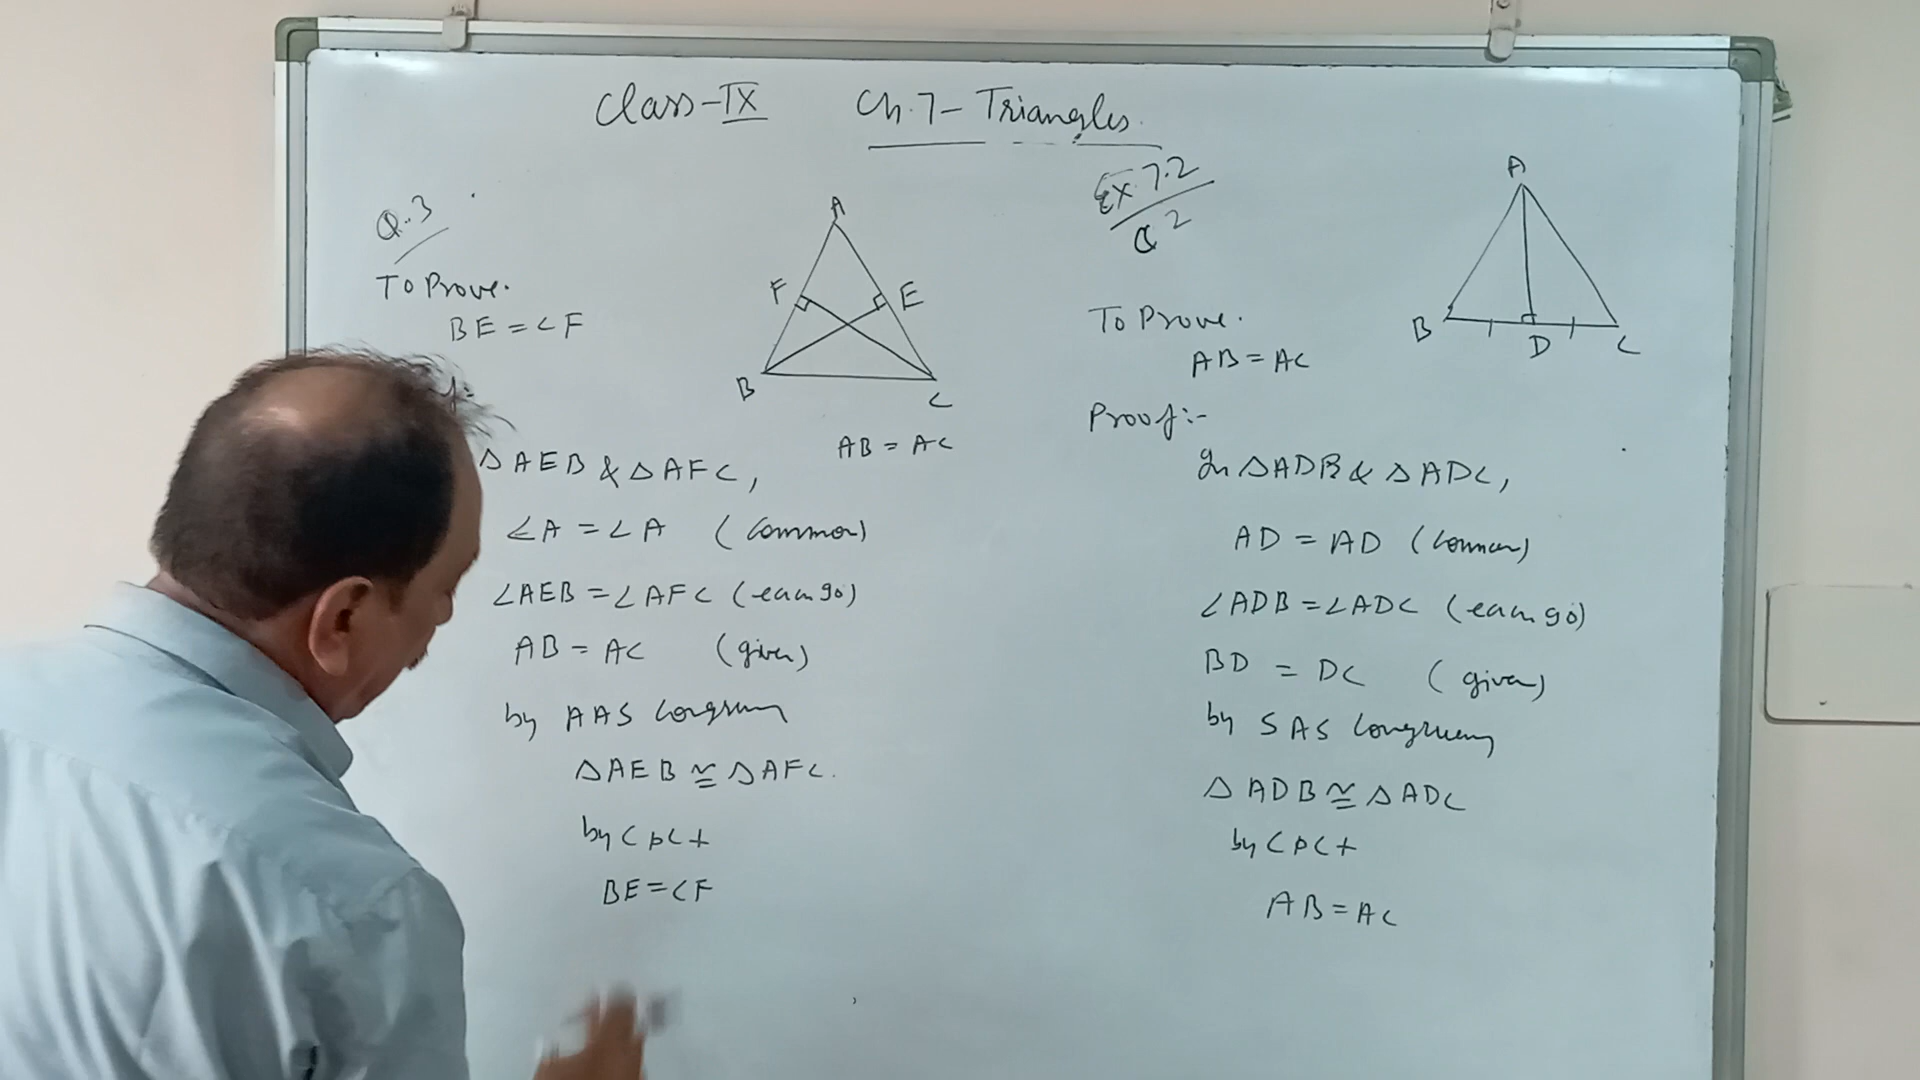 Class-IX Ch.7- Triangles.
Q.3
To Prove.
BE = CF
A
F
E
B
C
AB = AC
△AEB & △AFC,
∠A = ∠A (Common)
∠AEB = ∠AFC (each 90)
AB = AC (given)
by AAS
△AEB ≅ △AFC.
by CPCT
BE = CF
Ex 7.2
Q 2
A
B
D
C
To Prove.
AB = AC
Proof:-
In △ADB & △ADC,
AD = AD (Common)
∠ADB = ∠ADC (each 90)
BD = DC (given)
by SAS Congruency
△ADB ≅ △ADC
by CPCT
AB = AC